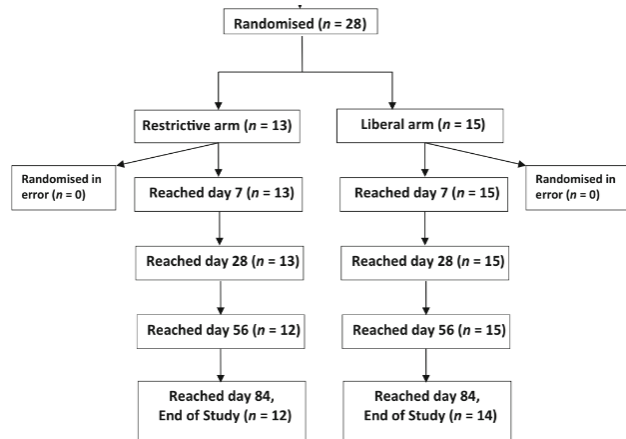 Randomised (n = 28)
Restrictive arm (n = 13)
Liberal arm (n = 15)
Randomised in
error (n = 0)
Reached day 7 (n = 13)
Reached day 7 (n = 15)
Randomised in
error (n = 0)
Reached day 28 (n = 13)
Reached day 28 (n = 15)
Reached day 56 (n = 12)
Reached day 56 (n = 15)
Reached day 84,
End of Study (n = 12)
Reached day 84,
End of Study (n = 14)